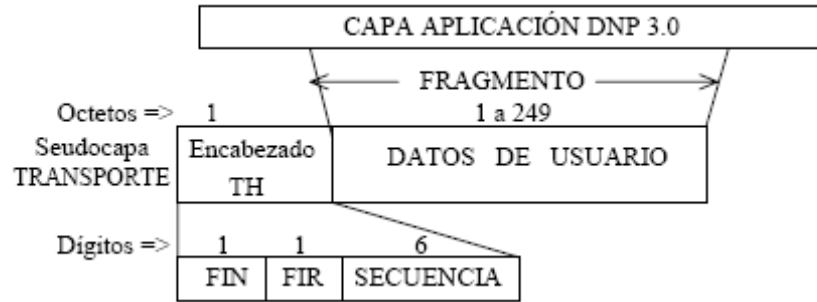 CAPA APLICACIÓN DNP 3.0
FRAGMENTO
Octetos => 1 1 a 249
Seudocapa
TRANSPORTE
Encabezado
TH
DATOS DE USUARIO
Dígitos => 1 1 6
FIN FIR SECUENCIA